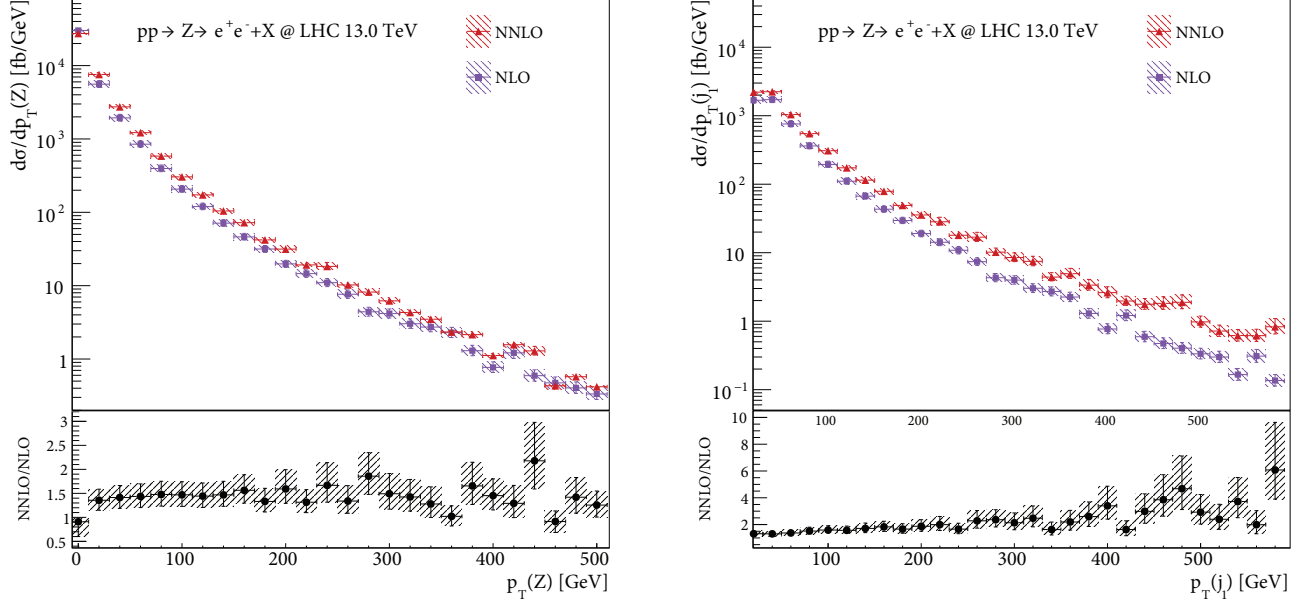 pp → Z → e⁺e⁻+X @ LHC 13.0 TeV
NNLO
NLO
dσ/dp_T(Z) [fb/GeV]
10⁴
10³
10²
10
1
NNLO/NLO
3
2.5
2
1.5
1
0.5
0 100 200 300 400 500
p_T(Z) [GeV]
pp → Z → e⁺e⁻+X @ LHC 13.0 TeV
NNLO
NLO
dσ/dp_T(j₁) [fb/GeV]
10⁴
10³
10²
10
1
10⁻¹
100 200 300 400 500
NNLO/NLO
10
8
6
4
2
100 200 300 400 500
p_T(j₁) [GeV]